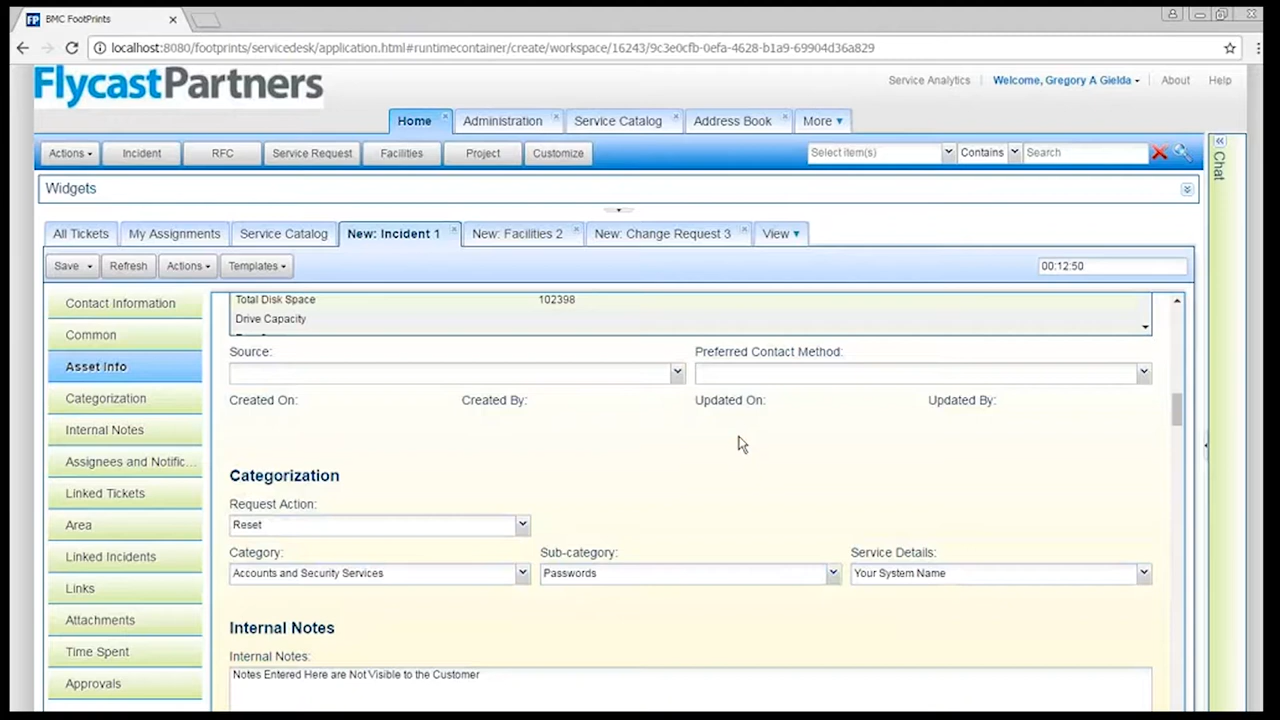 BMC FootPrints
localhost:8080/footprints/servicedesk/application.html#runtimecontainer/create/workspace/16243/9c3e0cfb-0efa-4628-b1a9-69904d36a829
FlycastPartners
Service Analytics Welcome, Gregory A Gielda About Help
Home Administration Service Catalog Address Book More
Actions Incident RFC Service Request Facilities Project Customize Select item(s) Contains Search
Chat
Widgets
All Tickets My Assignments Service Catalog New: Incident 1 New: Facilities 2 New: Change Request 3 View
Save Refresh Actions Templates 00:12:50
Contact Information
Common
Asset Info
Categorization
Internal Notes
Assignees and Notific...
Linked Tickets
Area
Linked Incidents
Links
Attachments
Time Spent
Approvals
Total Disk Space 102398
Drive Capacity
Source: Preferred Contact Method:
Created On: Created By: Updated On: Updated By:
Categorization
Request Action:
Reset
Category: Sub-category: Service Details:
Accounts and Security Services Passwords Your System Name
Internal Notes
Internal Notes:
Notes Entered Here are Not Visible to the Customer